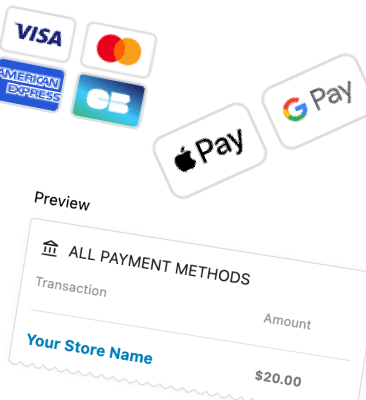 VISA
AMERICAN
EXPRESS
CB
Pay
G Pay
Preview
ALL PAYMENT METHODS
Transaction
Amount
Your Store Name
$20.00